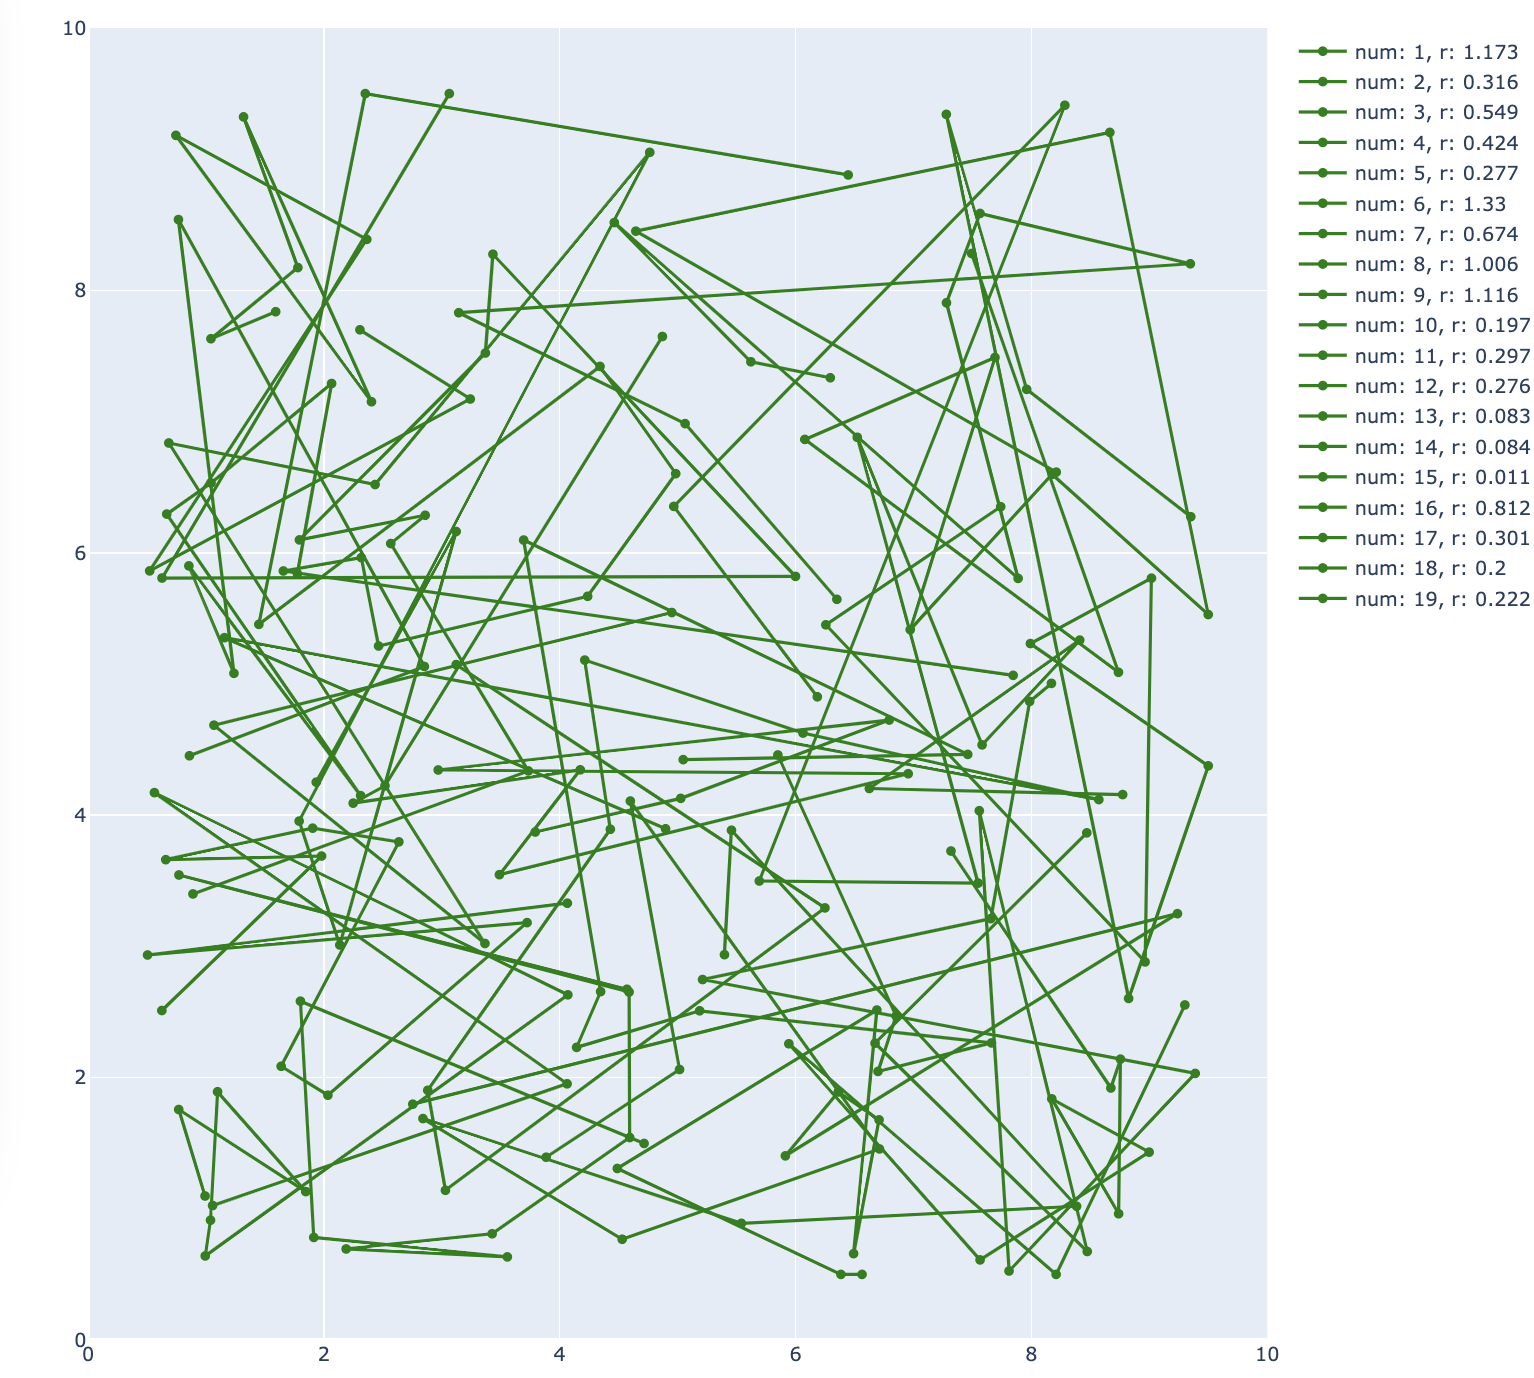 10
8
6
4
2
0
0 2 4 6 8 10
num: 1, r: 1.173
num: 2, r: 0.316
num: 3, r: 0.549
num: 4, r: 0.424
num: 5, r: 0.277
num: 6, r: 1.33
num: 7, r: 0.674
num: 8, r: 1.006
num: 9, r: 1.116
num: 10, r: 0.197
num: 11, r: 0.297
num: 12, r: 0.276
num: 13, r: 0.083
num: 14, r: 0.084
num: 15, r: 0.011
num: 16, r: 0.812
num: 17, r: 0.301
num: 18, r: 0.2
num: 19, r: 0.222